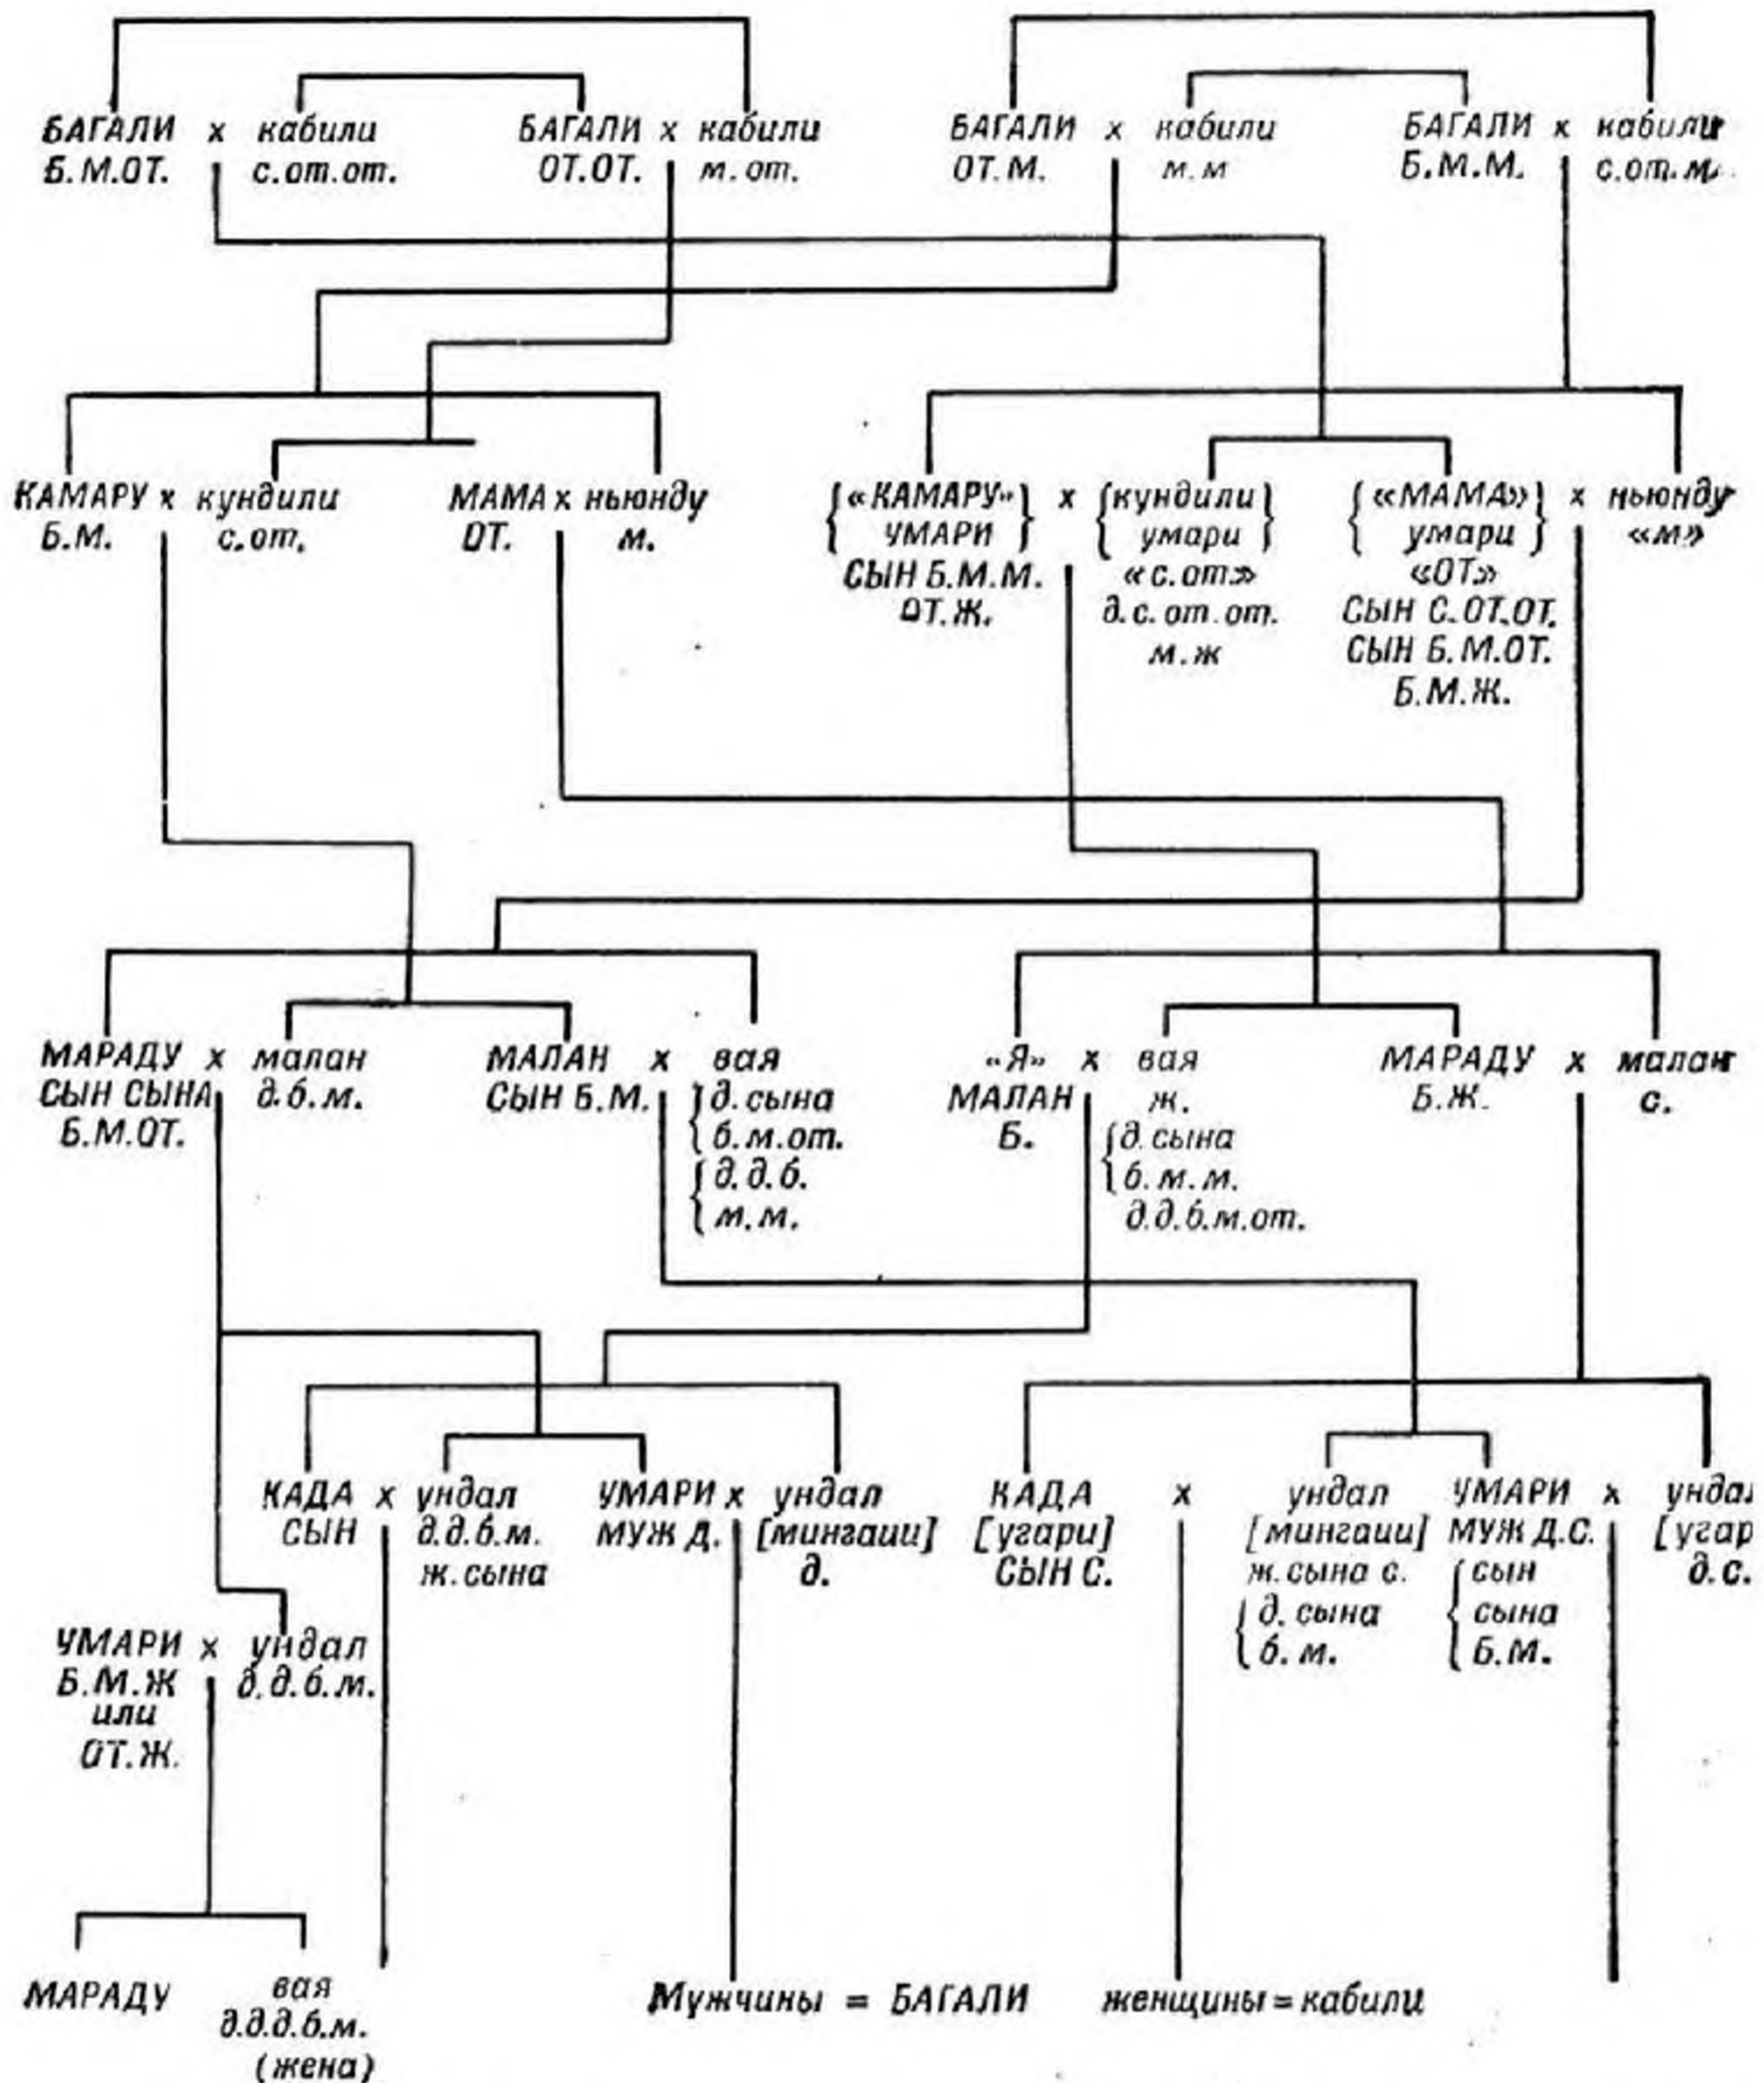 БАГАЛИ x кабили БАГАЛИ x кабили БАГАЛИ x кабили БАГАЛИ x кабили
Б.М.ОТ. с.от.от. ОТ.ОТ. м.от. ОТ.М. м.м Б.М.М. с.от.м.
КАМАРУ x кундили МАМА x ньюнду {«КАМАРУ»} x {кундили} {«МАМА»} x ньюнду
Б.М. с.от. ОТ. м. {УМАРИ} {умари} {умари} «м»
СЫН Б.М.М. «с.от» «ОТ»
ОТ.Ж. д.с.от.от. СЫН С.ОТ.ОТ.
м.ж СЫН Б.М.ОТ.
Б.М.Ж.
МАРАДУ x малан МАЛАН x вая «Я» x вая МАРАДУ x малан
СЫН СЫНА д.б.м. СЫН Б.М. {д.сына МАЛАН ж. Б.Ж. с.
Б.М.ОТ. б.м.от. Б. {д.сына
{д.д.б. б.м.м.
м.м. д.д.б.м.от.
КАДА x ундал УМАРИ x ундал КАДА x ундал УМАРИ x ундал
СЫН д.д.б.м. МУЖ Д. [мингаии] [угари] [мингаии] МУЖ Д.С. [угар
ж.сына д. СЫН С. ж.сына с. {сын д.с.
{д.сына сына
б.м. Б.М.
УМАРИ x ундал
Б.М.Ж д.д.б.м.
или
ОТ.Ж.
МАРАДУ вая Мужчины = БАГАЛИ женщины = кабили
д.д.д.б.м.
(жена)